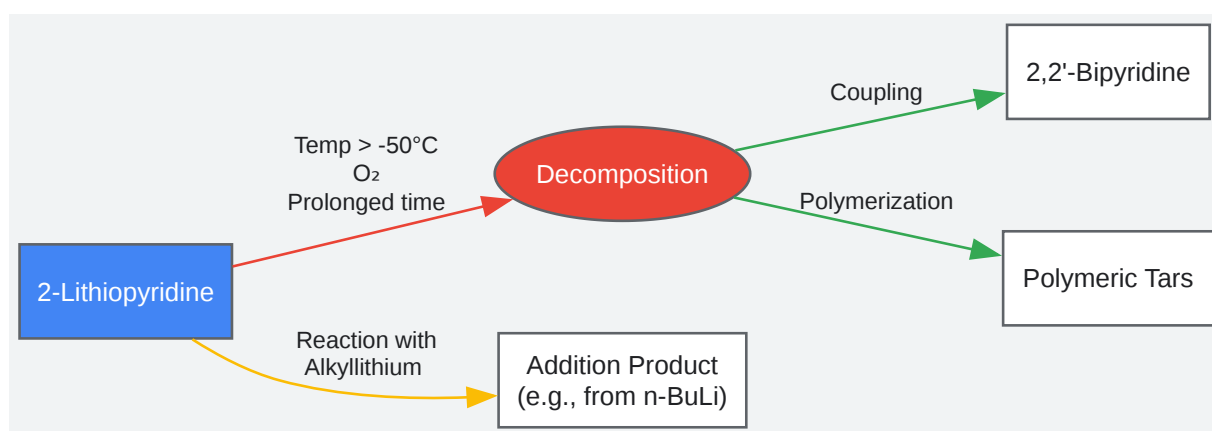 2,2'-Bipyridine
Coupling
Temp > -50°C
O₂
Prolonged time
Decomposition
Polymerization
2-Lithiopyridine
Polymeric Tars
Reaction with
Alkyllithium
Addition Product
(e.g., from n-BuLi)